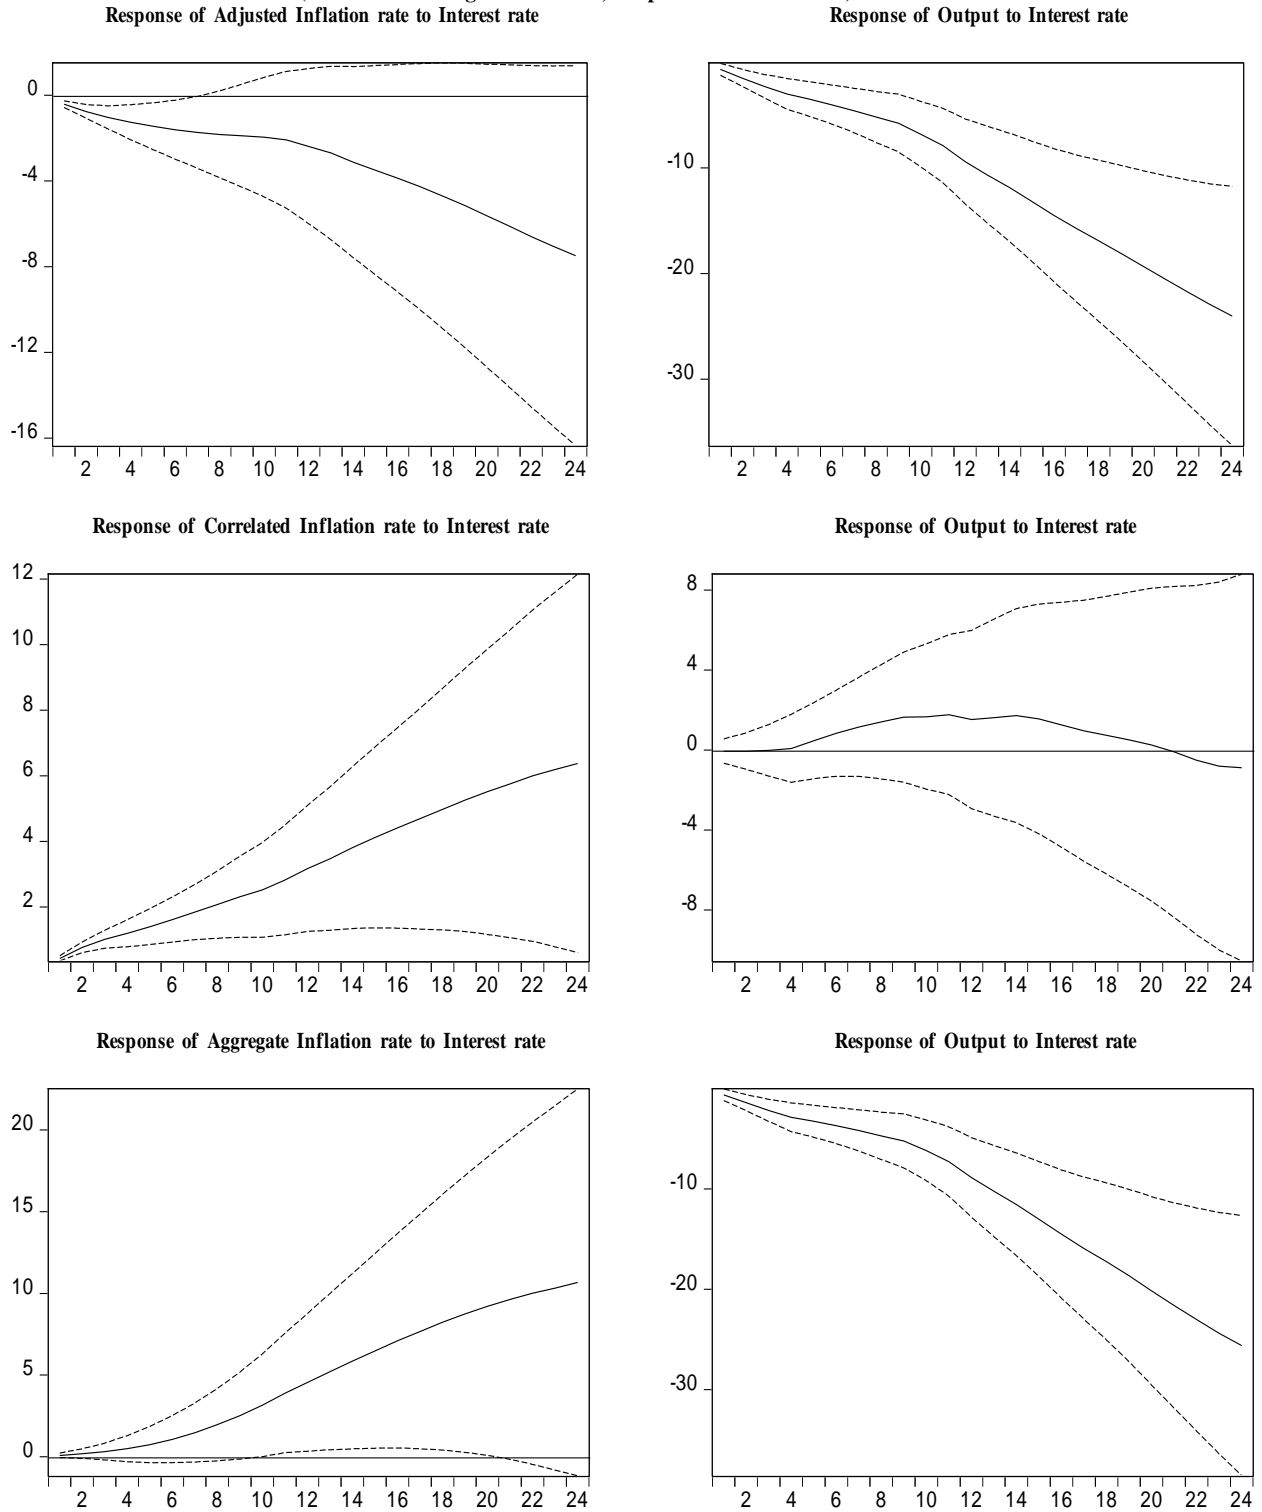 Response of Adjusted Inflation rate to Interest rate
0
-4
-8
-12
-16
2 4 6 8 10 12 14 16 18 20 22 24
Response of Output to Interest rate
-10
-20
-30
2 4 6 8 10 12 14 16 18 20 22 24
Response of Correlated Inflation rate to Interest rate
12
10
8
6
4
2
2 4 6 8 10 12 14 16 18 20 22 24
Response of Output to Interest rate
8
4
0
-4
-8
2 4 6 8 10 12 14 16 18 20 22 24
Response of Aggregate Inflation rate to Interest rate
20
15
10
5
0
2 4 6 8 10 12 14 16 18 20 22 24
Response of Output to Interest rate
-10
-20
-30
2 4 6 8 10 12 14 16 18 20 22 24